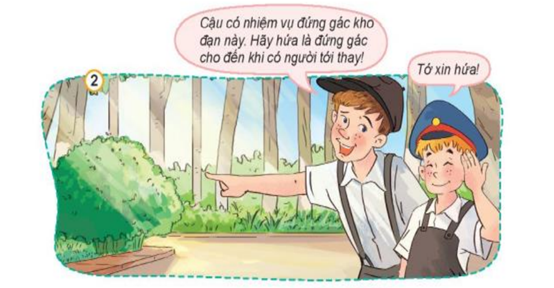 Cậu có nhiệm vụ đứng gác kho
đạn này. Hãy hứa là đứng gác
cho đến khi có người tới thay!
Tớ xin hứa!
2